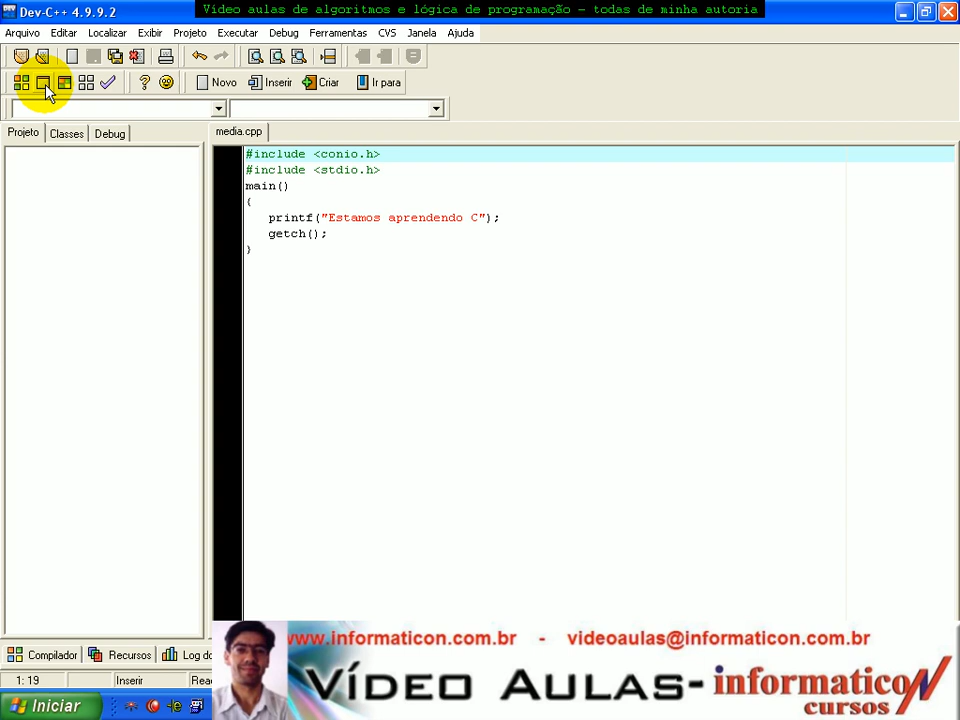 Dev-C++ 4.9.9.2
Vídeo aulas de algoritmos e lógica de programação - todas de minha autoria
Arquivo Editar Localizar Exibir Projeto Executar Debug Ferramentas CVS Janela Ajuda
Novo Inserir Criar Ir para
Projeto Classes Debug media.cpp
#include <conio.h>
#include <stdio.h>
main()
{
printf("Estamos aprendendo C");
getch();
}
www.informaticon.com.br - videoaulas@informaticon.com.br
Compilador Recursos Log do
VÍDEO AULAS-informaticon
cursos
1: 19 Inserir
Iniciar